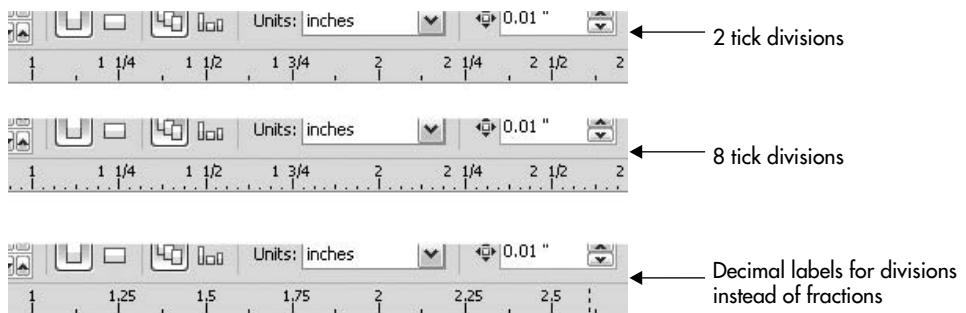 Units: inches 0.01 "
2 tick divisions
1 1 1/4 1 1/2 1 3/4 2 2 1/4 2 1/2 2
Units: inches 0.01 "
8 tick divisions
1 1 1/4 1 1/2 1 3/4 2 2 1/4 2 1/2 2
Units: inches 0.01 "
Decimal labels for divisions
instead of fractions
1 1.25 1.5 1.75 2 2.25 2.5